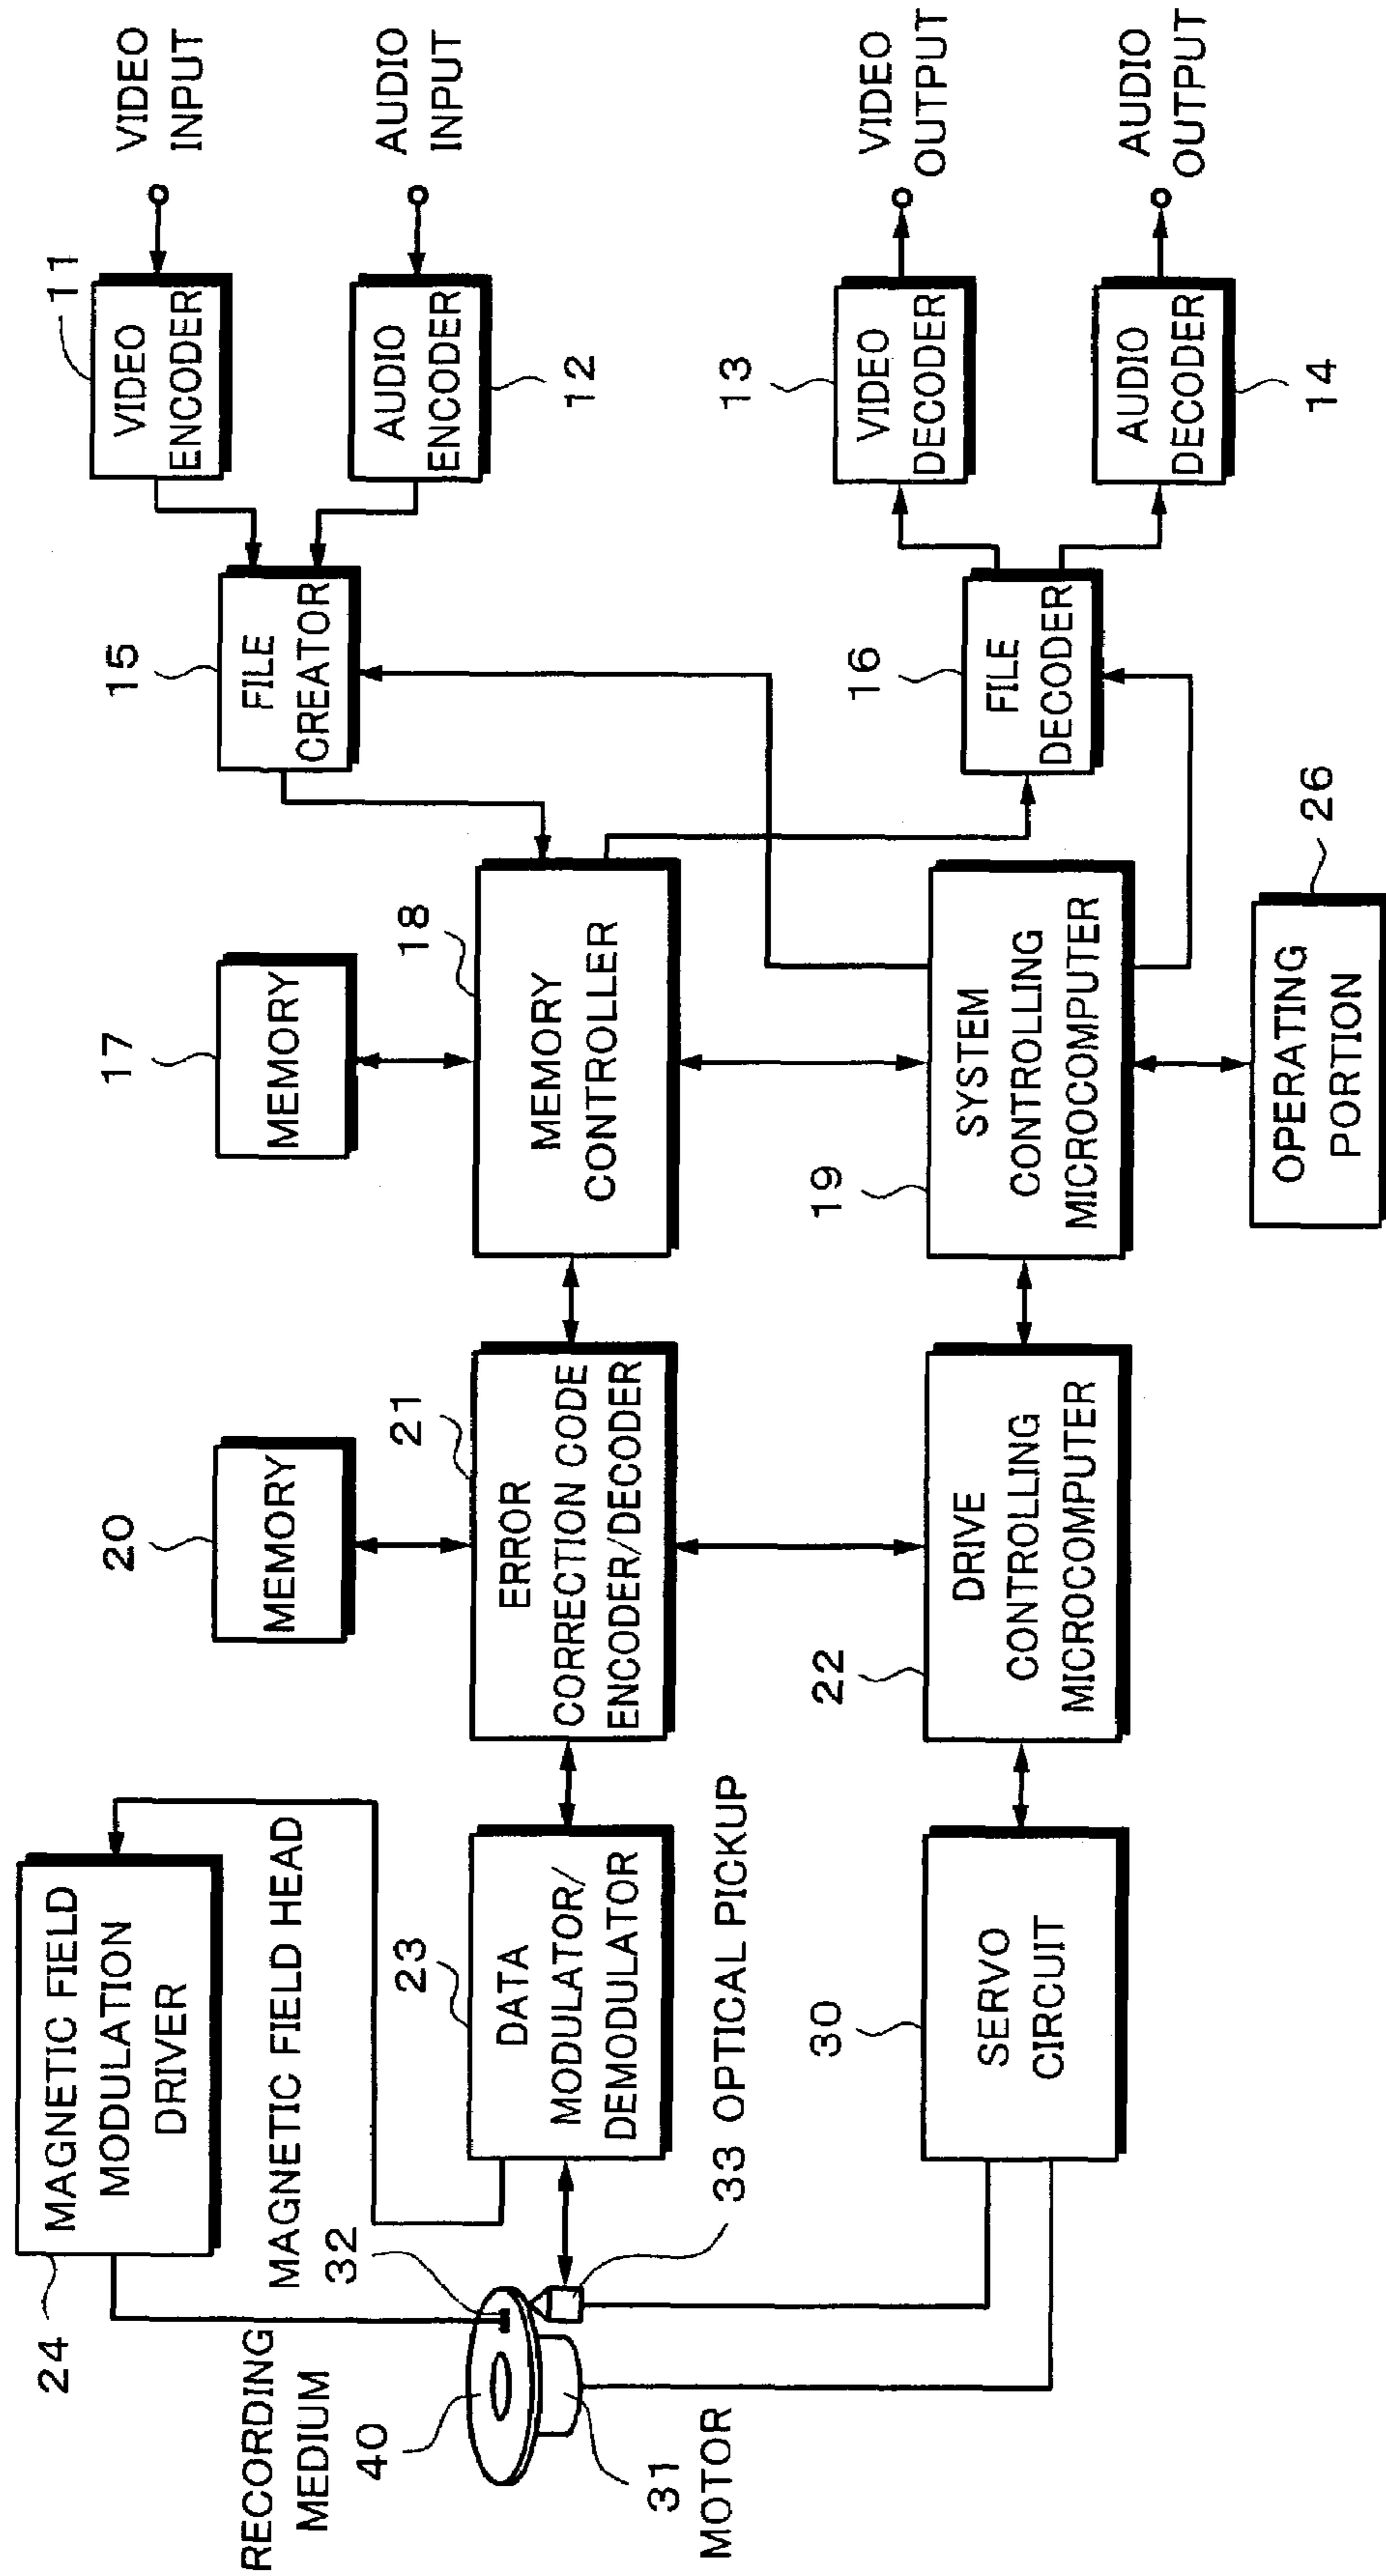 MAGNETIC FIELD
MODULATION
DRIVER
24
MAGNETIC FIELD HEAD
32
RECORDING
MEDIUM
40
31
MOTOR
33 OPTICAL PICKUP
23
DATA
MODULATOR/
DEMODULATOR
30
SERVO
CIRCUIT
20
MEMORY
21
ERROR
CORRECTION CODE
ENCODER/DECODER
22
DRIVE
CONTROLLING
MICROCOMPUTER
17
MEMORY
18
MEMORY
CONTROLLER
19
SYSTEM
CONTROLLING
MICROCOMPUTER
26
OPERATING
PORTION
15
FILE
CREATOR
16
FILE
DECODER
11
VIDEO
ENCODER
12
AUDIO
ENCODER
13
VIDEO
DECODER
14
AUDIO
DECODER
VIDEO
INPUT
AUDIO
INPUT
VIDEO
OUTPUT
AUDIO
OUTPUT